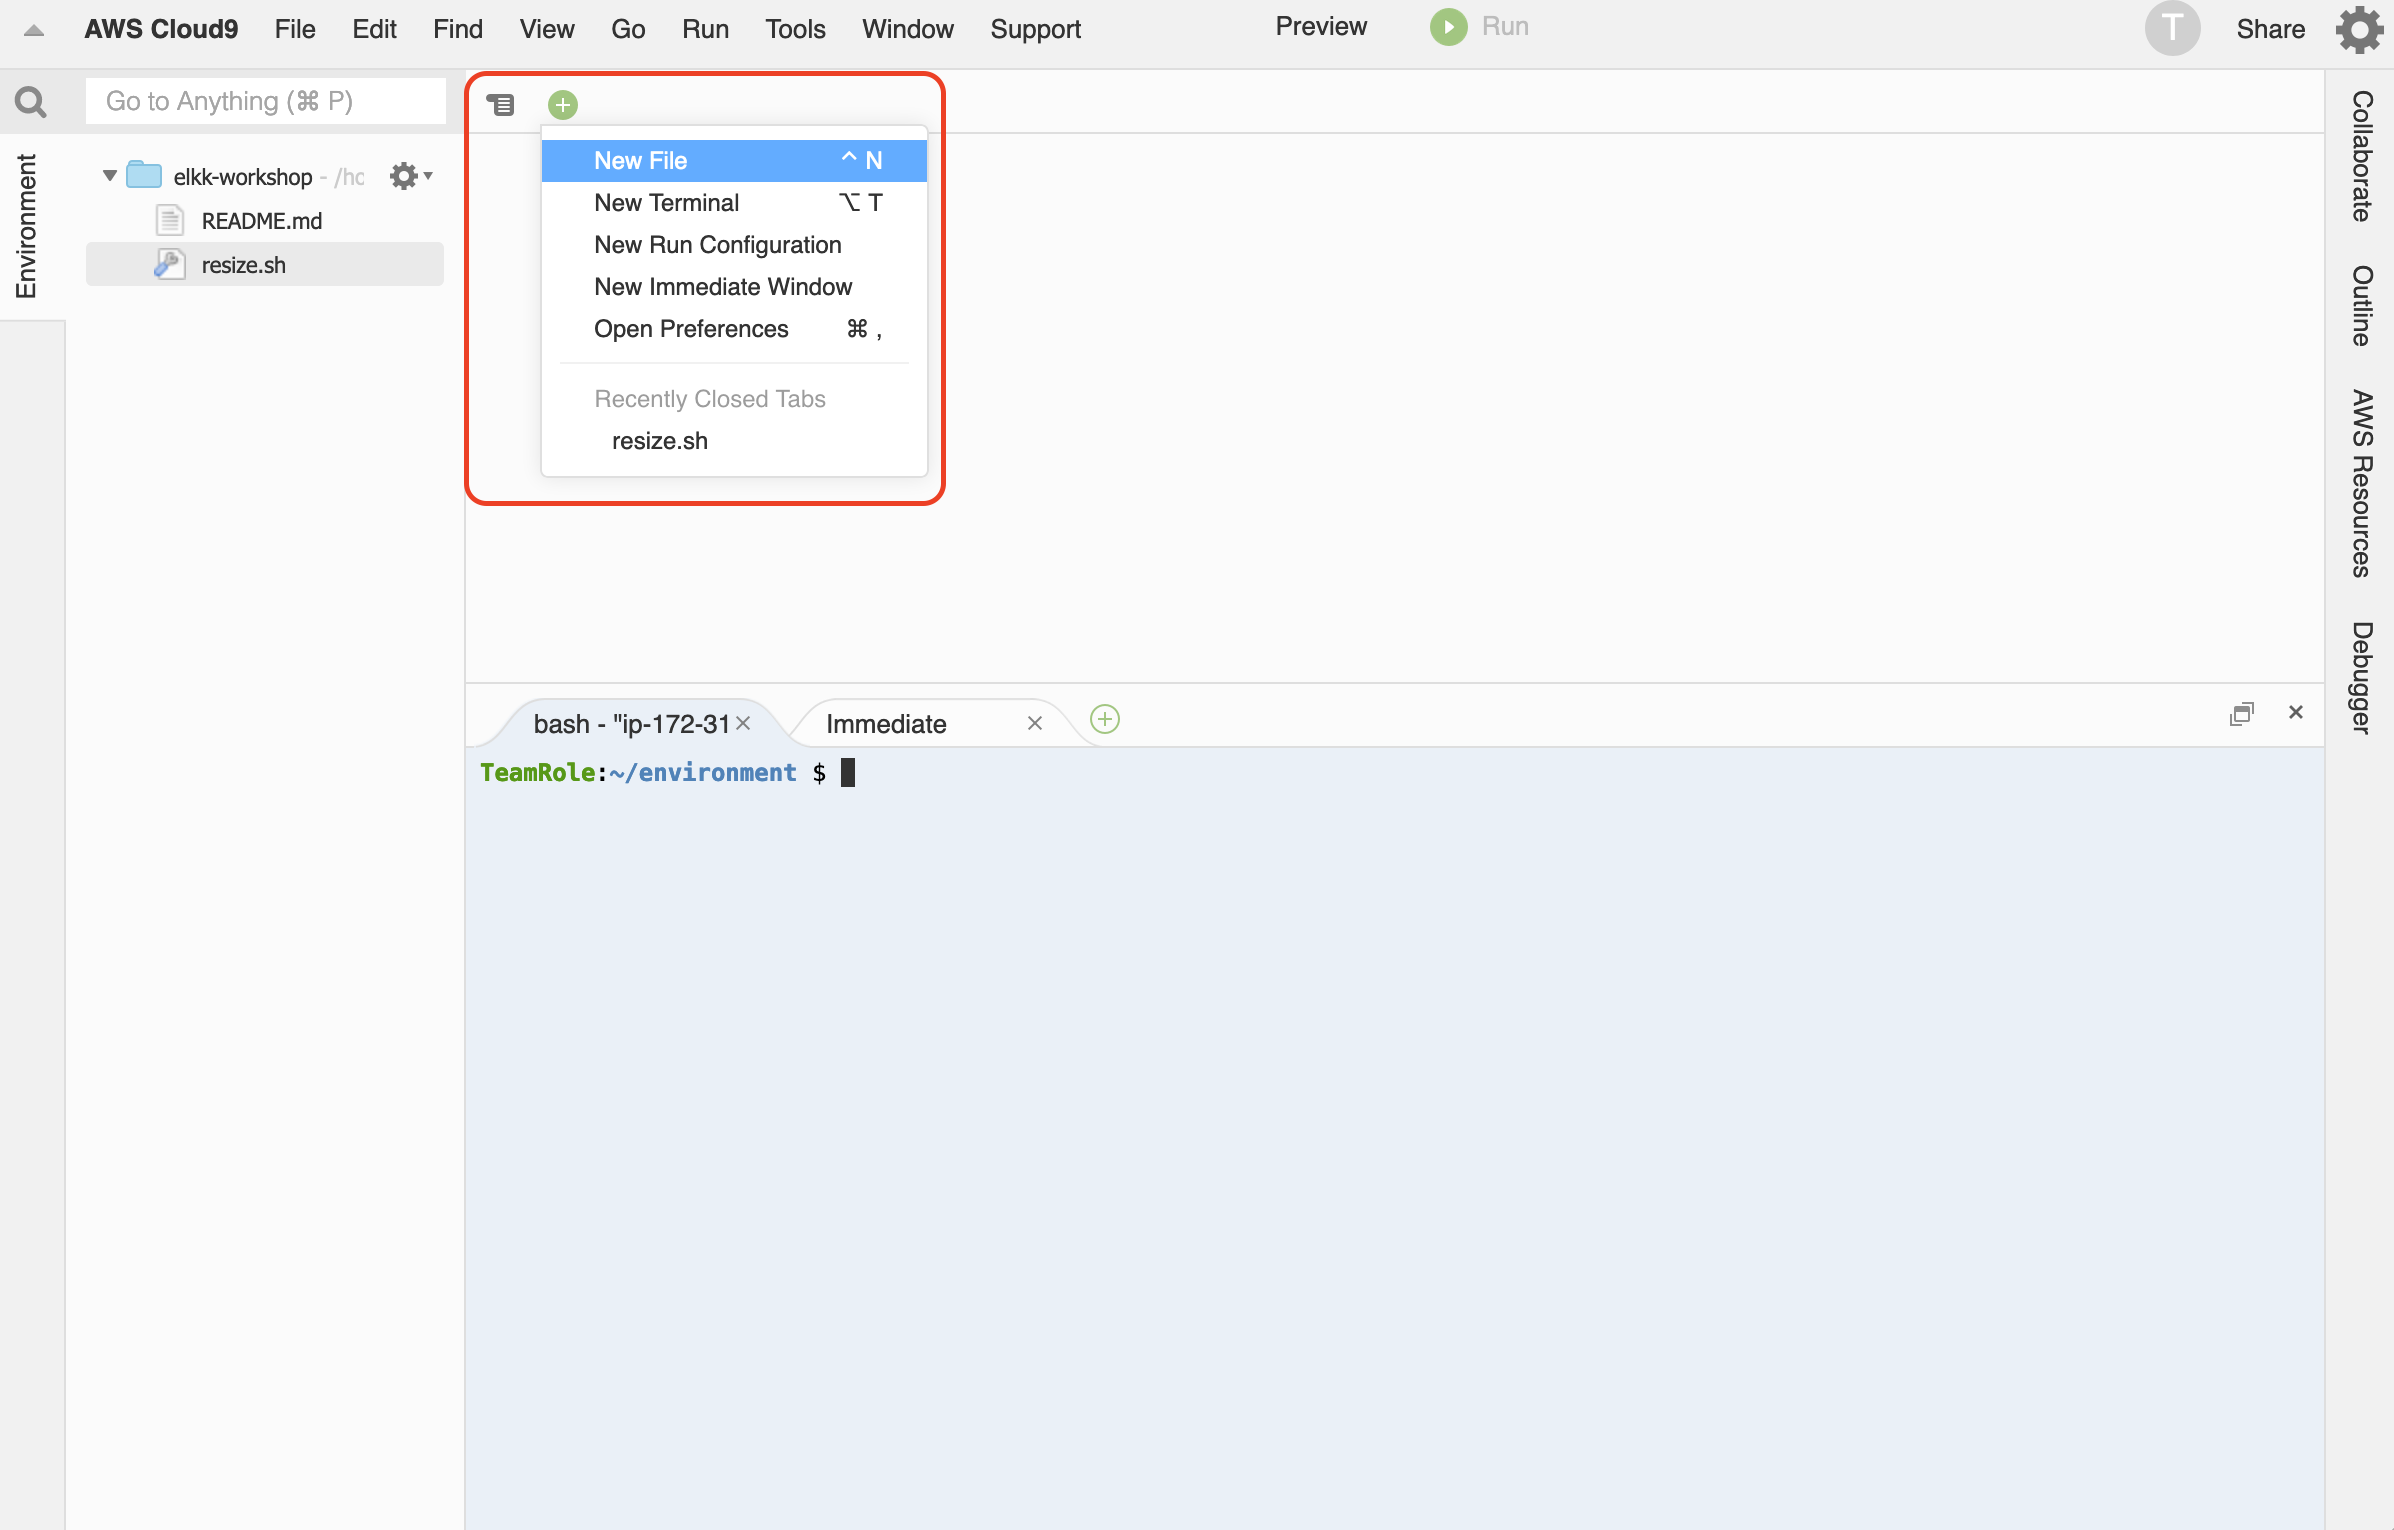 AWS Cloud9 File Edit Find View Go Run Tools Window Support Preview Run T Share
Go to Anything (⌘ P)
Environment
elkk-workshop - /ho
README.md
resize.sh
New File ^ N
New Terminal ⌥ T
New Run Configuration
New Immediate Window
Open Preferences ⌘ ,
Recently Closed Tabs
resize.sh
Collaborate
Outline
AWS Resources
Debugger
bash - "ip-172-31 × Immediate ×
TeamRole:~/environment $